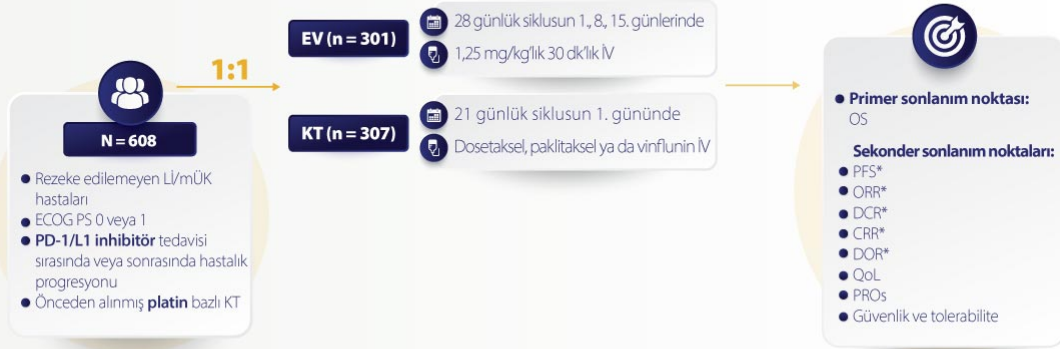 N = 608
Rezeke edilemeyen Lİ/mÜK
hastaları
ECOG PS 0 veya 1
PD-1/L1 inhibitör tedavisi
sırasında veya sonrasında hastalık
progresyonu
Önceden alınmış platin bazlı KT
1:1
EV (n = 301)
28 günlük siklusun 1., 8., 15. günlerinde
1,25 mg/kg’lık 30 dk’lık İV
KT (n = 307)
21 günlük siklusun 1. gününde
Dosetaksel, paklitaksel ya da vinflunin İV
Primer sonlanım noktası:
OS
Sekonder sonlanım noktaları:
PFS*
ORR*
DCR*
CRR*
DOR*
QoL
PROs
Güvenlik ve tolerabilite